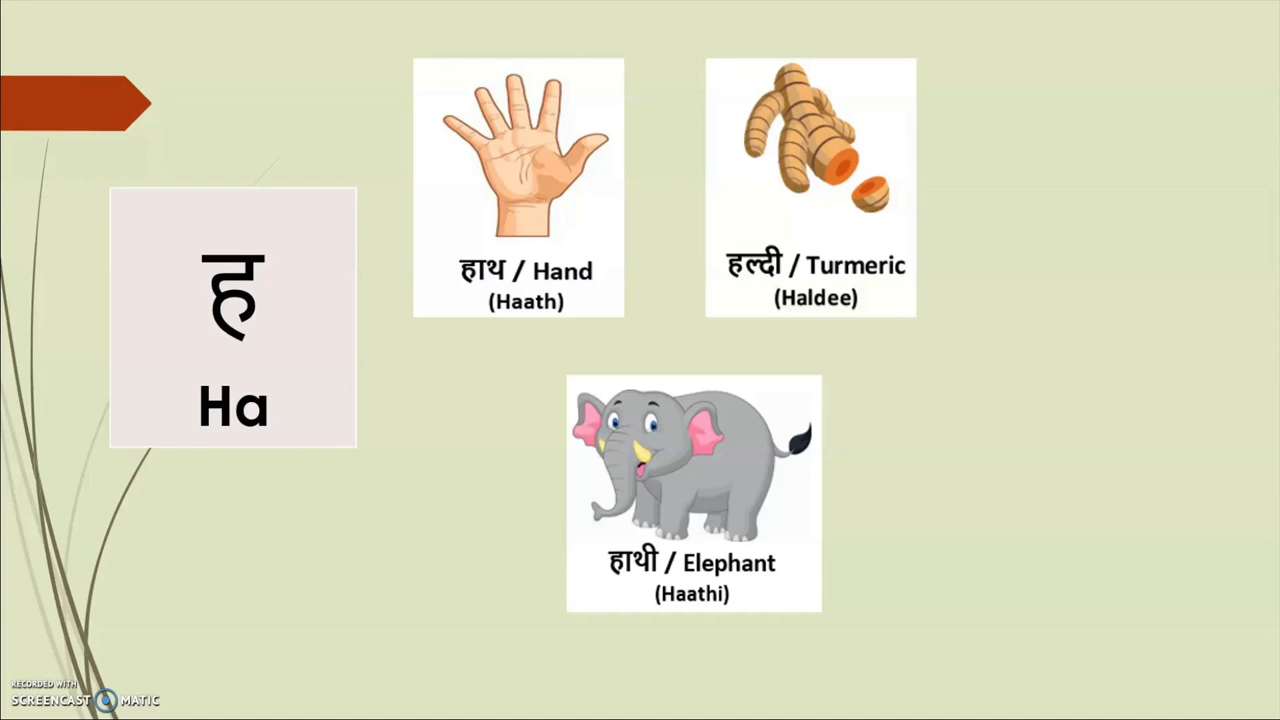 ह
Ha
हाथ / Hand
(Haath)
हल्दी / Turmeric
(Haldee)
हाथी / Elephant
(Haathi)
RECORDED WITH
SCREENCAST MATIC